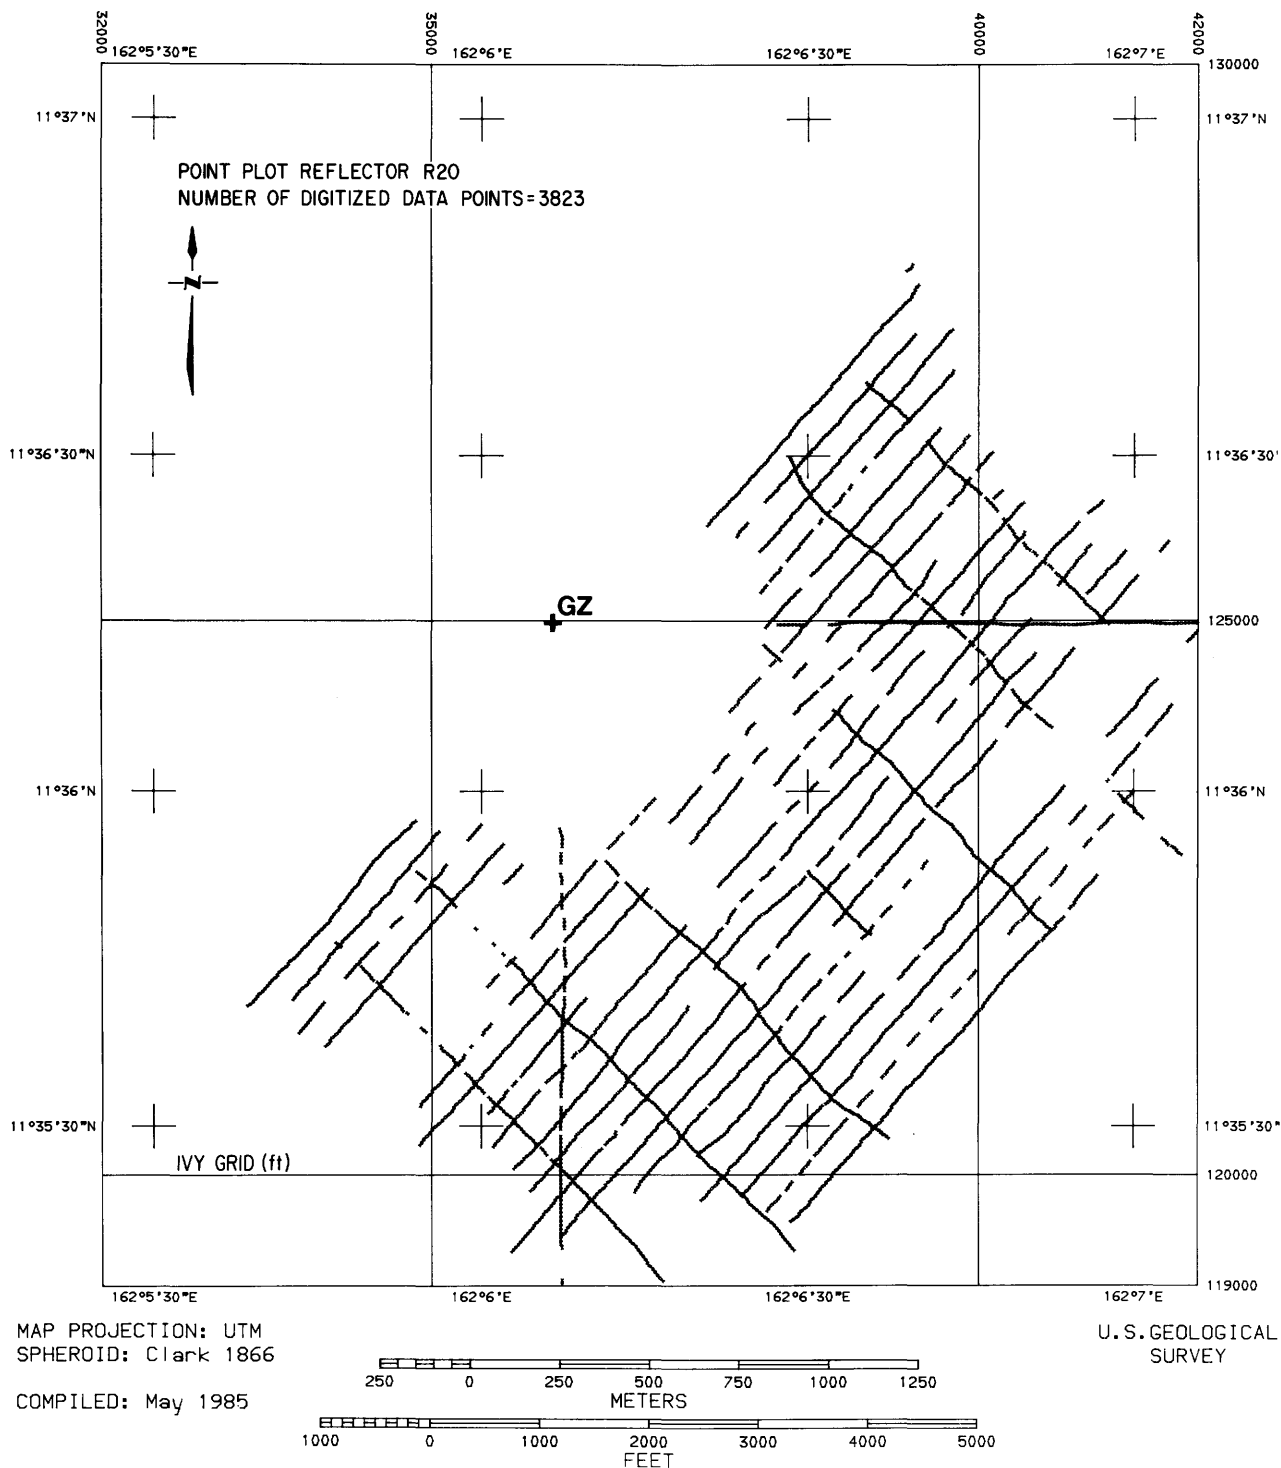 32000 35000 40000 42000
162°5'30"E 162°6'E 162°6'30"E 162°7'E
130000
11°37'N 11°37'N
POINT PLOT REFLECTOR R20
NUMBER OF DIGITIZED DATA POINTS=3823
N
11°36'30"N 11°36'30'
GZ
125000
11°36'N 11°36'N
11°35'30"N 11°35'30"
IVY GRID (ft)
120000
119000
162°5'30"E 162°6'E 162°6'30"E 162°7'E
MAP PROJECTION: UTM
SPHEROID: Clark 1866
COMPILED: May 1985
U.S.GEOLOGICAL
SURVEY
250 0 250 500 750 1000 1250
METERS
1000 0 1000 2000 3000 4000 5000
FEET